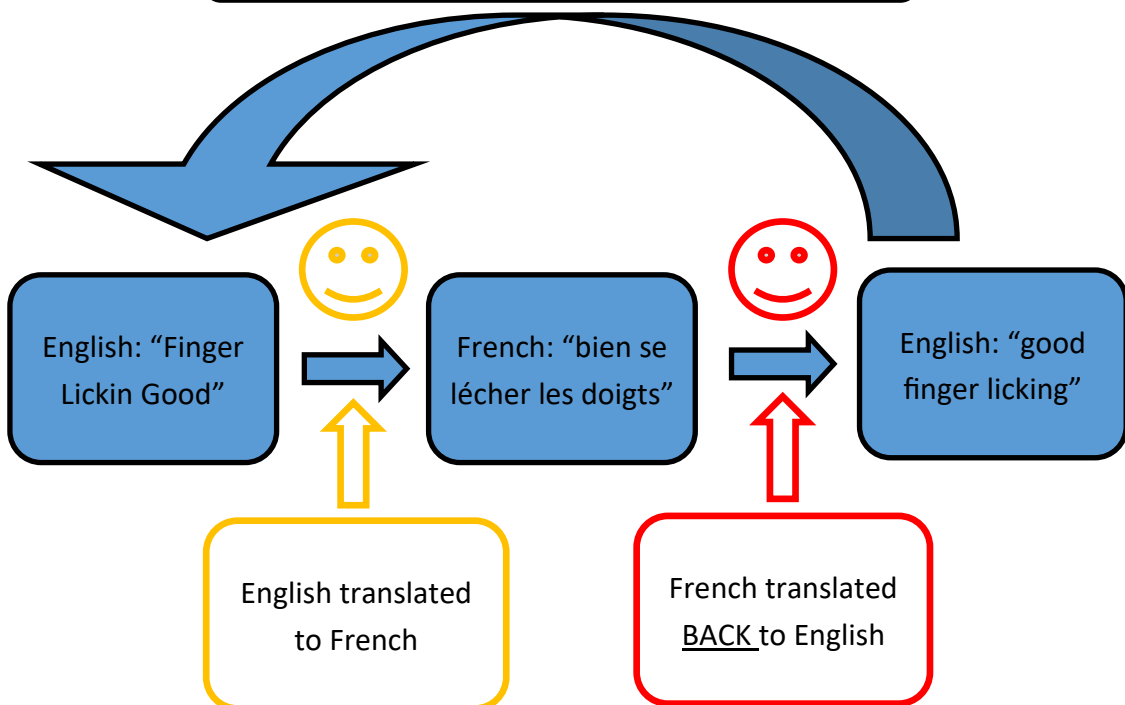 English: “Finger
Lickin Good”
French: “bien se
lécher les doigts”
English: “good
finger licking”
English translated
to French
French translated
BACK to English